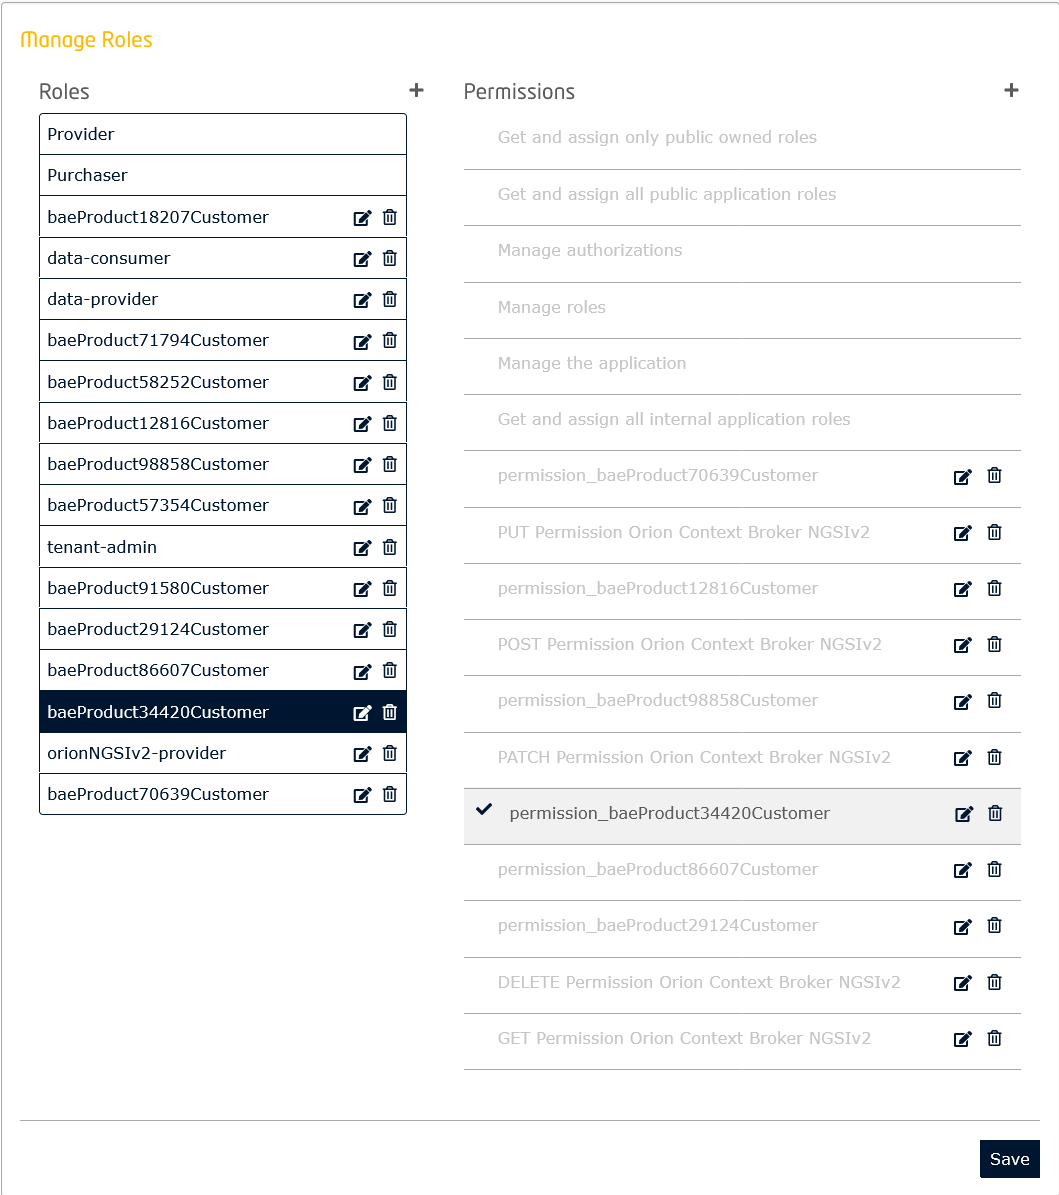 Manage Roles
Roles
Provider
Purchaser
baeProduct18207Customer
data-consumer
data-provider
baeProduct71794Customer
baeProduct58252Customer
baeProduct12816Customer
baeProduct98858Customer
baeProduct57354Customer
tenant-admin
baeProduct91580Customer
baeProduct29124Customer
baeProduct86607Customer
baeProduct34420Customer
orionNGSIv2-provider
baeProduct70639Customer
Permissions
Get and assign only public owned roles
Get and assign all public application roles
Manage authorizations
Manage roles
Manage the application
Get and assign all internal application roles
permission_baeProduct70639Customer
PUT Permission Orion Context Broker NGSIv2
permission_baeProduct12816Customer
POST Permission Orion Context Broker NGSIv2
permission_baeProduct98858Customer
PATCH Permission Orion Context Broker NGSIv2
permission_baeProduct34420Customer
permission_baeProduct86607Customer
permission_baeProduct29124Customer
DELETE Permission Orion Context Broker NGSIv2
GET Permission Orion Context Broker NGSIv2
Save